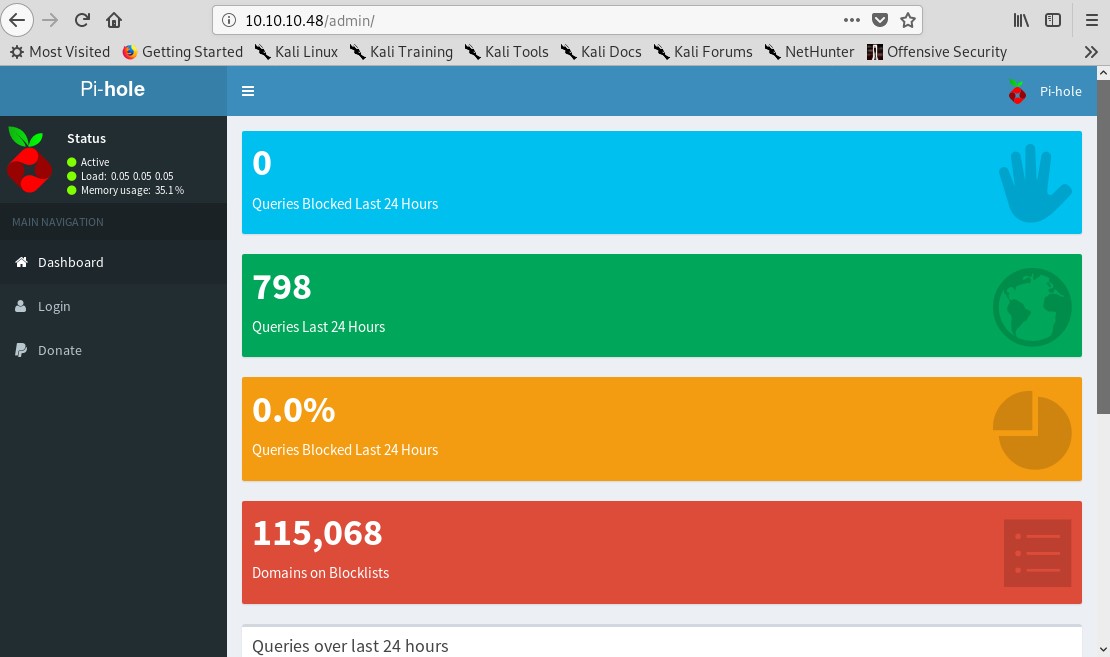 10.10.10.48/admin/
Most Visited Getting Started Kali Linux Kali Training Kali Tools Kali Docs Kali Forums NetHunter Offensive Security
Pi-hole
Pi-hole
Status
Active
Load: 0.05 0.05 0.05
Memory usage: 35.1 %
MAIN NAVIGATION
Dashboard
Login
Donate
0
Queries Blocked Last 24 Hours
798
Queries Last 24 Hours
0.0%
Queries Blocked Last 24 Hours
115,068
Domains on Blocklists
Queries over last 24 hours